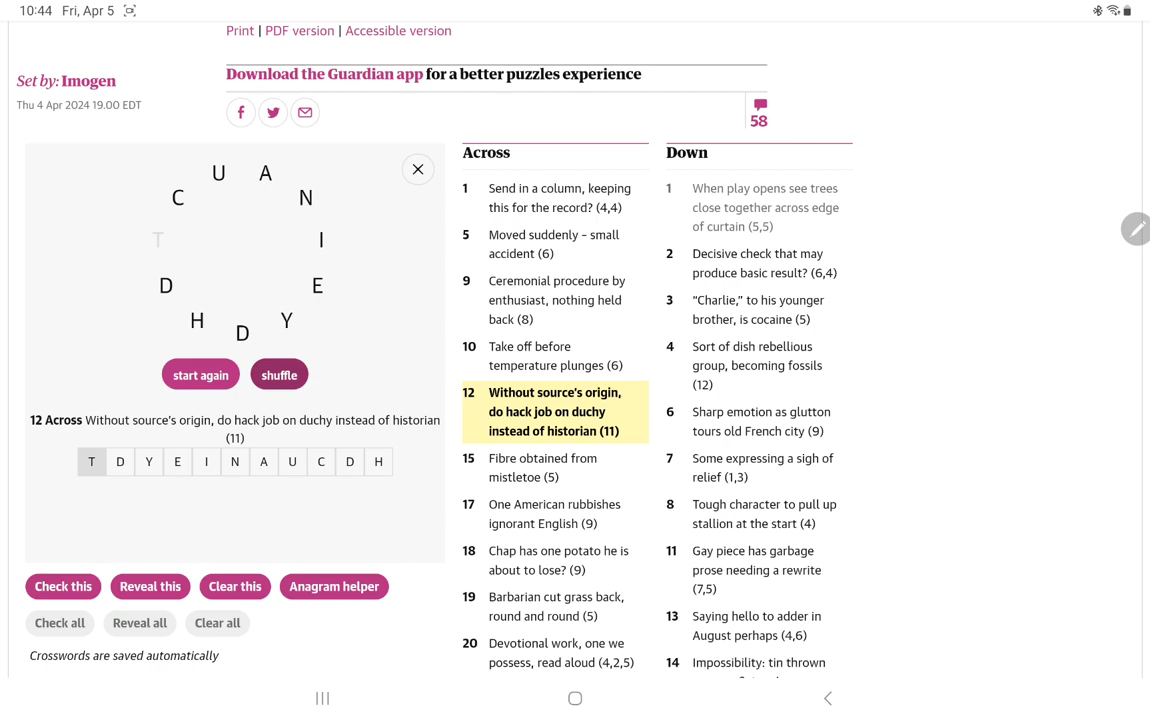 10:44 Fri, Apr 5
Print | PDF version | Accessible version
Set by: Imogen
Thu 4 Apr 2024 19.00 EDT
Download the Guardian app for a better puzzles experience
58
U A
C N
T I
D E
H Y
D
start again shuffle
12 Across Without source's origin, do hack job on duchy instead of historian
(11)
T D Y E I N A U C D H
Check this Reveal this Clear this Anagram helper
Check all Reveal all Clear all
Crosswords are saved automatically
Across
1 Send in a column, keeping
this for the record? (4,4)
5 Moved suddenly – small
accident (6)
9 Ceremonial procedure by
enthusiast, nothing held
back (8)
10 Take off before
temperature plunges (6)
12 Without source's origin,
do hack job on duchy
instead of historian (11)
15 Fibre obtained from
mistletoe (5)
17 One American rubbishes
ignorant English (9)
18 Chap has one potato he is
about to lose? (9)
19 Barbarian cut grass back,
round and round (5)
20 Devotional work, one we
possess, read aloud (4,2,5)
Down
1 When play opens see trees
close together across edge
of curtain (5,5)
2 Decisive check that may
produce basic result? (6,4)
3 "Charlie," to his younger
brother, is cocaine (5)
4 Sort of dish rebellious
group, becoming fossils
(12)
6 Sharp emotion as glutton
tours old French city (9)
7 Some expressing a sigh of
relief (1,3)
8 Tough character to pull up
stallion at the start (4)
11 Gay piece has garbage
prose needing a rewrite
(7,5)
13 Saying hello to adder in
August perhaps (4,6)
14 Impossibility: tin thrown